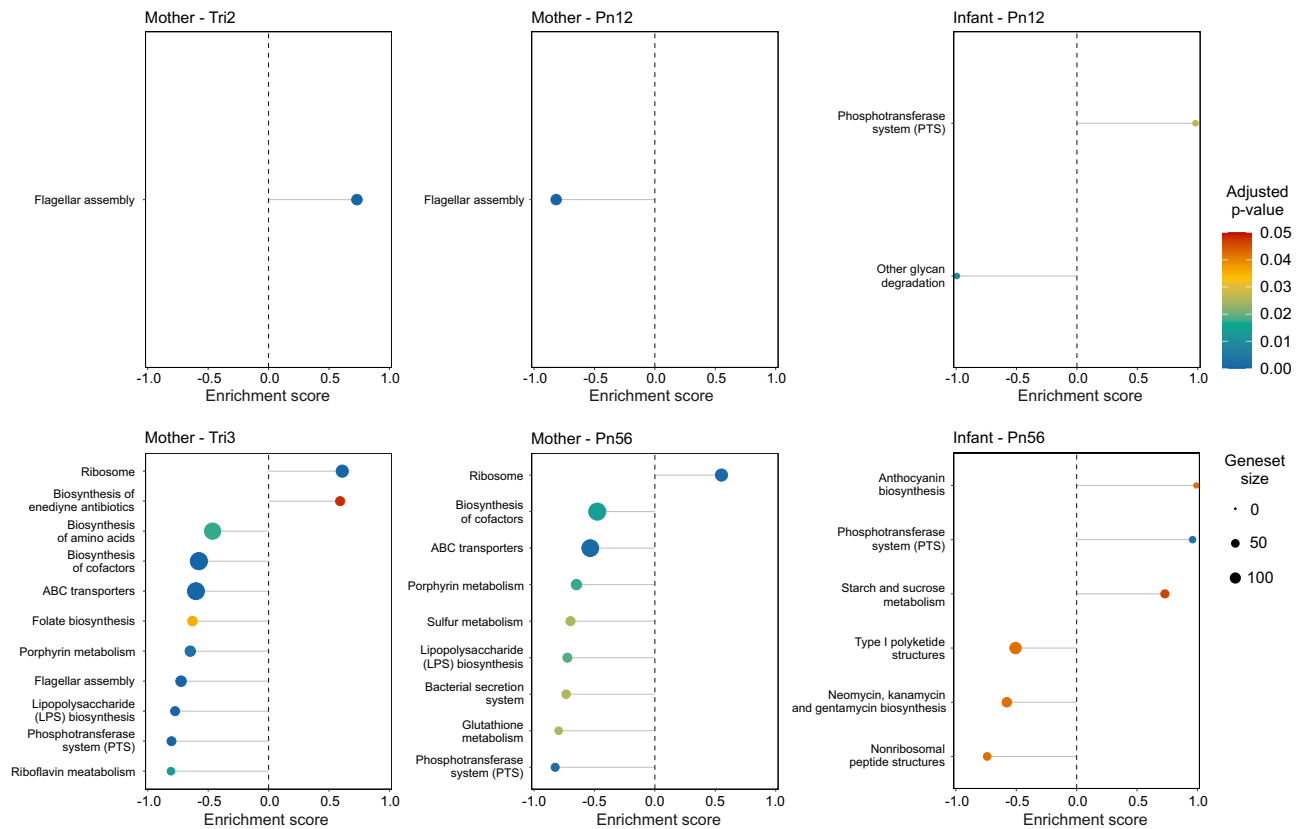 Mother - Tri2
Flagellar assembly
-1.0 -0.5 0.0 0.5 1.0
Enrichment score
Mother - Pn12
Flagellar assembly
-1.0 -0.5 0.0 0.5 1.0
Enrichment score
Infant - Pn12
Phosphotransferase
system (PTS)
Other glycan
degradation
-1.0 -0.5 0.0 0.5 1.0
Enrichment score
Adjusted
p-value
0.05
0.04
0.03
0.02
0.01
0.00
Mother - Tri3
Ribosome
Biosynthesis of
enediyne antibiotics
Biosynthesis
of amino acids
Biosynthesis
of cofactors
ABC transporters
Folate biosynthesis
Porphyrin metabolism
Flagellar assembly
Lipopolysaccharide
(LPS) biosynthesis
Phosphotransferase
system (PTS)
Riboflavin meatabolism
-1.0 -0.5 0.0 0.5 1.0
Enrichment score
Mother - Pn56
Ribosome
Biosynthesis
of cofactors
ABC transporters
Porphyrin metabolism
Sulfur metabolism
Lipopolysaccharide
(LPS) biosynthesis
Bacterial secretion
system
Glutathione
metabolism
Phosphotransferase
system (PTS)
-1.0 -0.5 0.0 0.5 1.0
Enrichment score
Infant - Pn56
Anthocyanin
biosynthesis
Phosphotransferase
system (PTS)
Starch and sucrose
metabolism
Type I polyketide
structures
Neomycin, kanamycin
and gentamycin biosynthesis
Nonribosomal
peptide structures
-1.0 -0.5 0.0 0.5 1.0
Enrichment score
Geneset
size
0
50
100